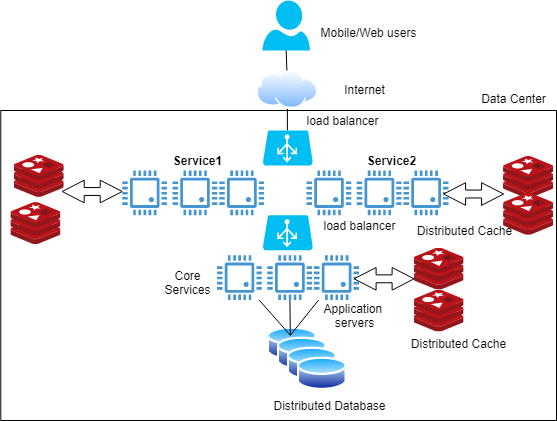 Mobile/Web users
Internet
Data Center
load balancer
Service1
Service2
load balancer
Distributed Cache
Core
Services
Application
servers
Distributed Cache
Distributed Database